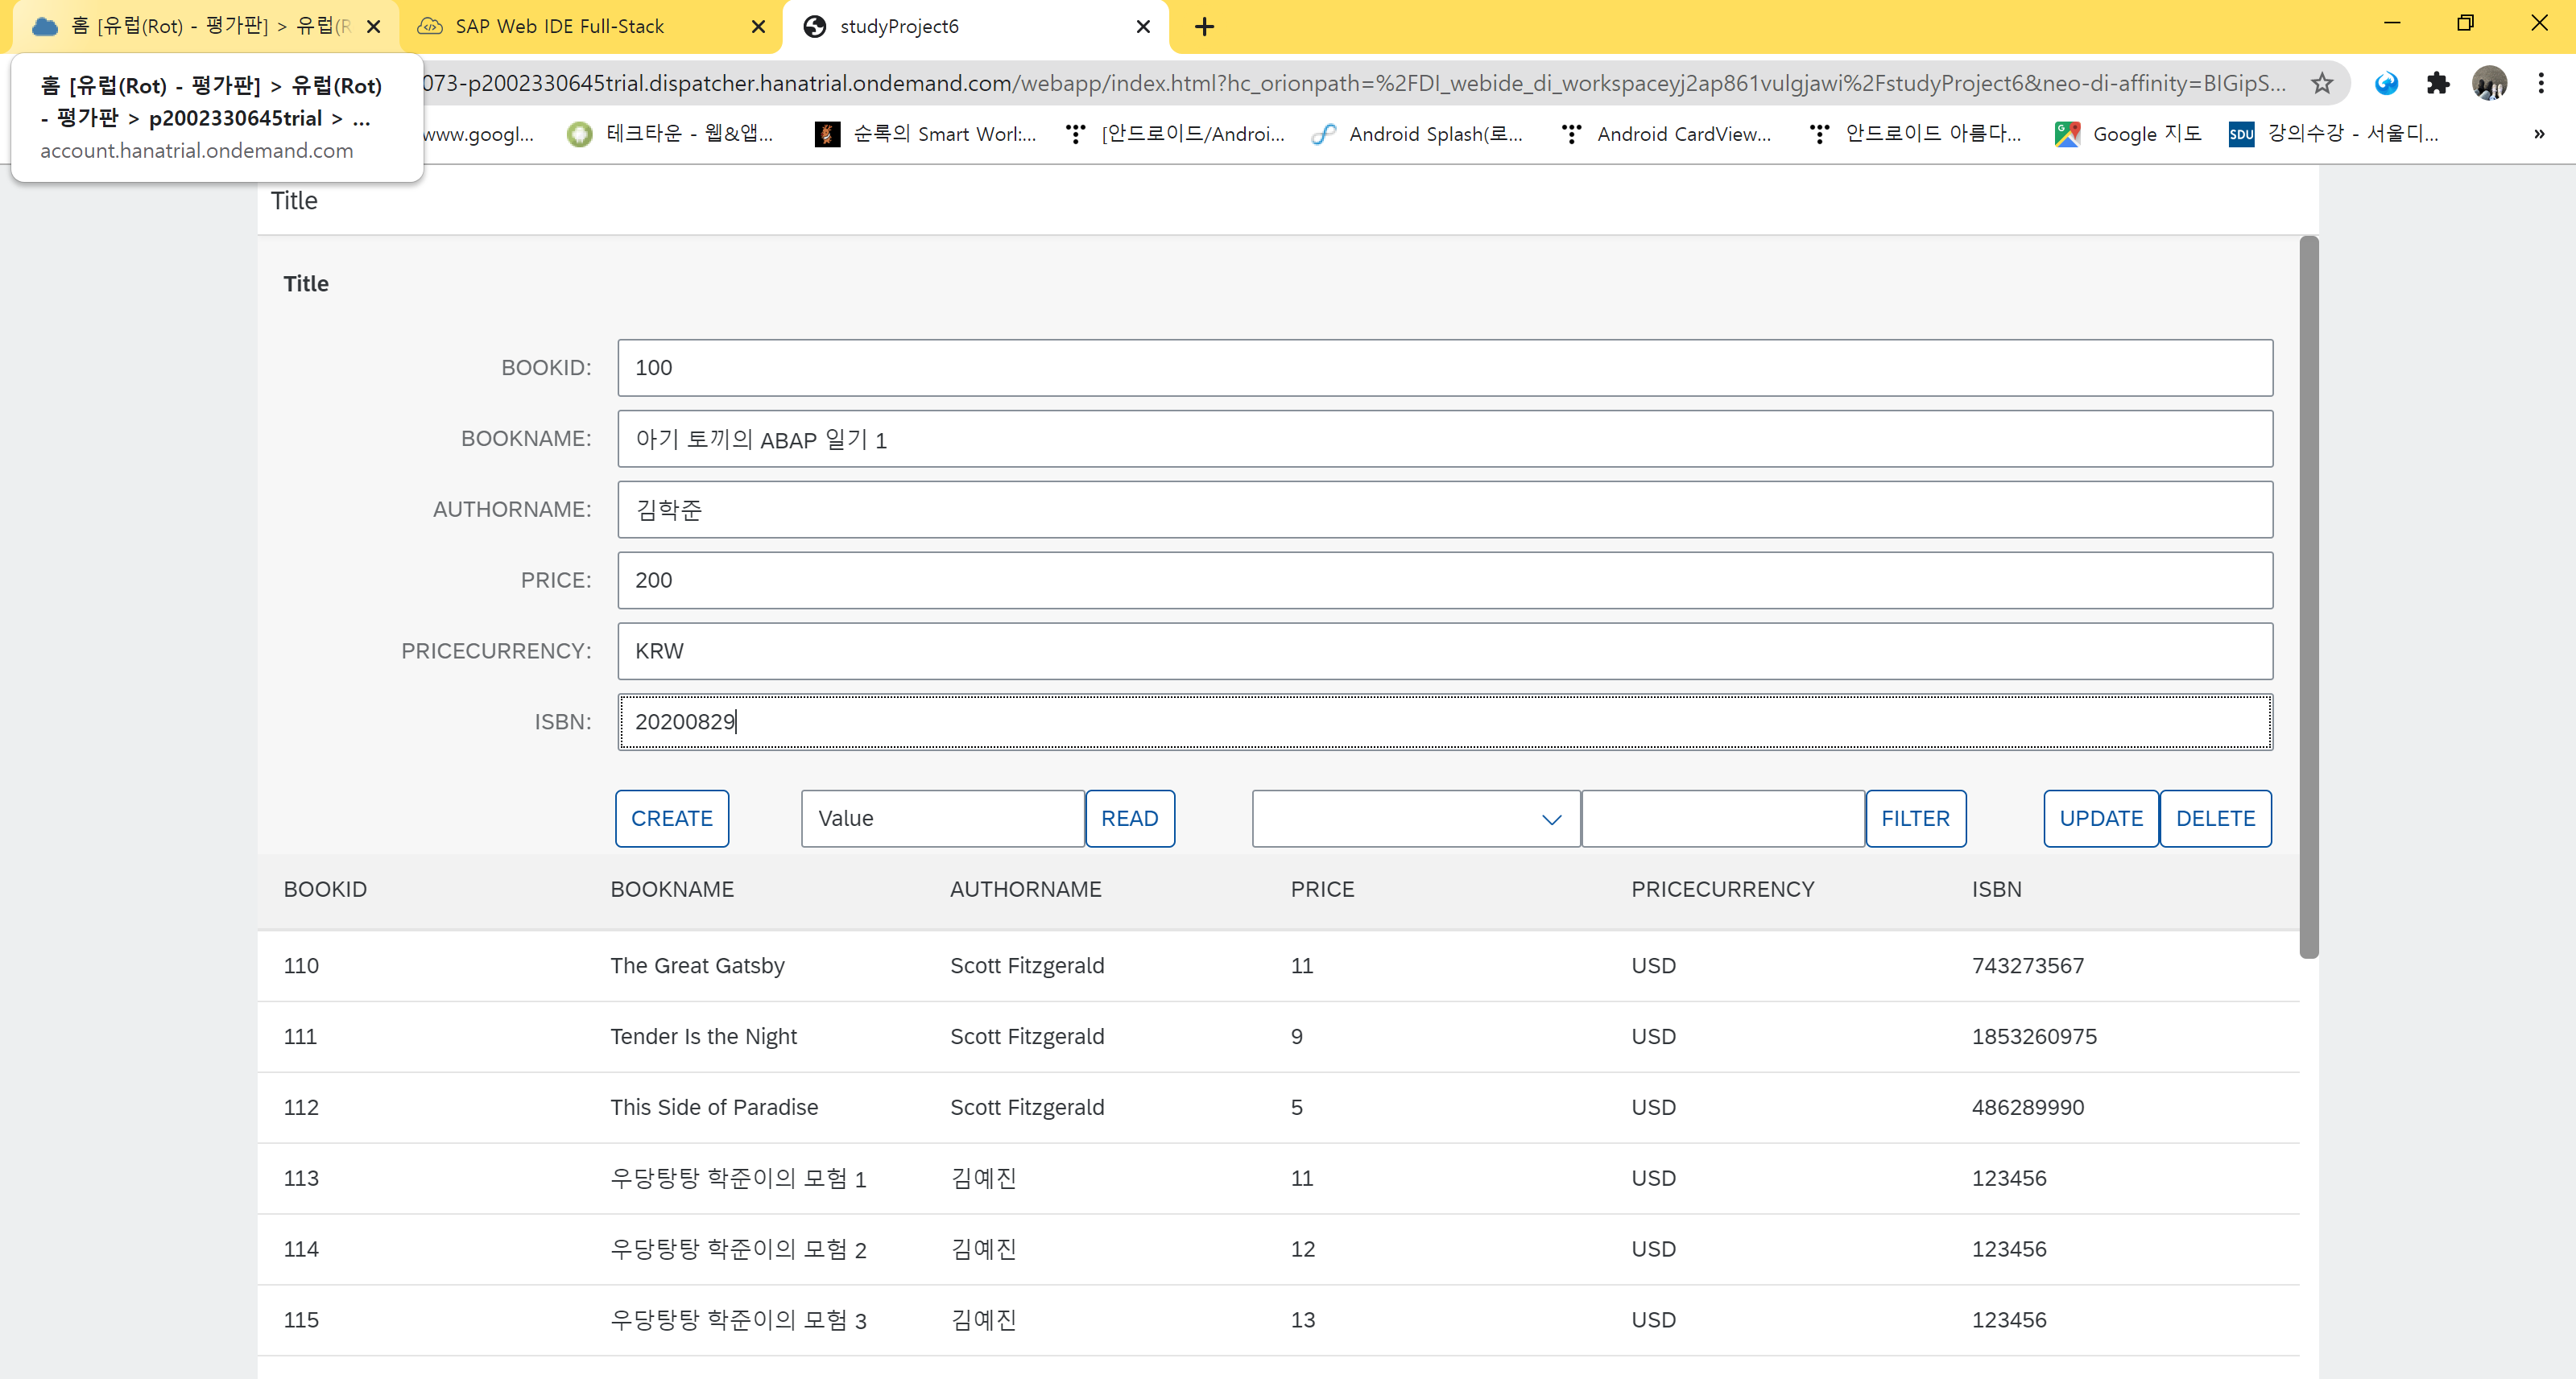 홈 [유럽(Rot) - 평가판] > 유럽(R
SAP Web IDE Full-Stack
studyProject6
홈 [유럽(Rot) - 평가판] > 유럽(Rot)
- 평가판 > p2002330645trial > ...
account.hanatrial.ondemand.com
073-p2002330645trial.dispatcher.hanatrial.ondemand.com/webapp/index.html?hc_orionpath=%2FDI_webide_di_workspaceyj2ap861vulgjawi%2FstudyProject6&neo-di-affinity=BIGipS...
www.googl...
테크타운 - 웹&앱...
순록의 Smart Worl:...
[안드로이드/Androi...
Android Splash(로...
Android CardView...
안드로이드 아름다...
Google 지도
SDU
강의수강 - 서울디...
»
Title
Title
BOOKID: 100
BOOKNAME: 아기 토끼의 ABAP 일기 1
AUTHORNAME: 김학준
PRICE: 200
PRICECURRENCY: KRW
ISBN: 20200829
CREATE Value READ FILTER UPDATE DELETE
BOOKID BOOKNAME AUTHORNAME PRICE PRICECURRENCY ISBN
110 The Great Gatsby Scott Fitzgerald 11 USD 743273567
111 Tender Is the Night Scott Fitzgerald 9 USD 1853260975
112 This Side of Paradise Scott Fitzgerald 5 USD 486289990
113 우당탕탕 학준이의 모험 1 김예진 11 USD 123456
114 우당탕탕 학준이의 모험 2 김예진 12 USD 123456
115 우당탕탕 학준이의 모험 3 김예진 13 USD 123456